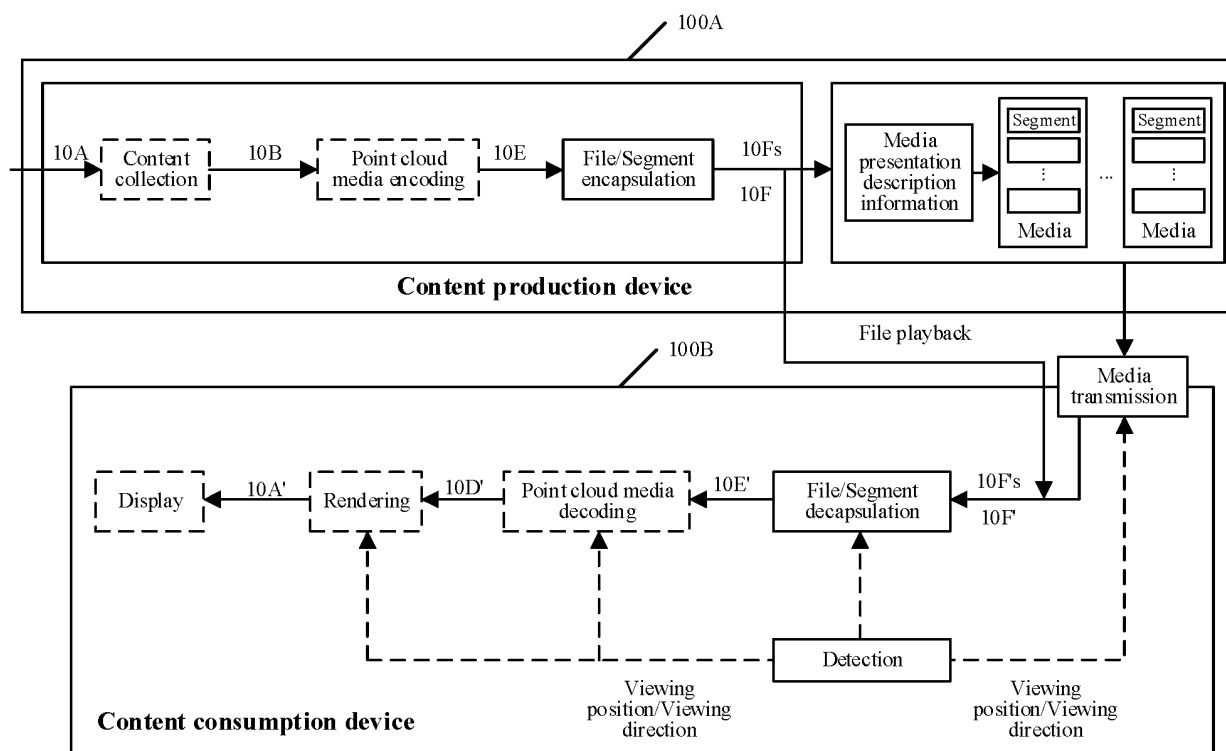 100A
10A
Content
collection
10B
Point cloud
media encoding
10E
File/Segment
encapsulation
10Fs
10F
Media
presentation
description
information
Segment
Media
...
Segment
Media
Content production device
File playback
100B
Media
transmission
Display
10A'
Rendering
10D'
Point cloud media
decoding
10E'
File/Segment
decapsulation
10F's
10F'
Detection
Viewing
position/Viewing
direction
Viewing
position/Viewing
direction
Content consumption device